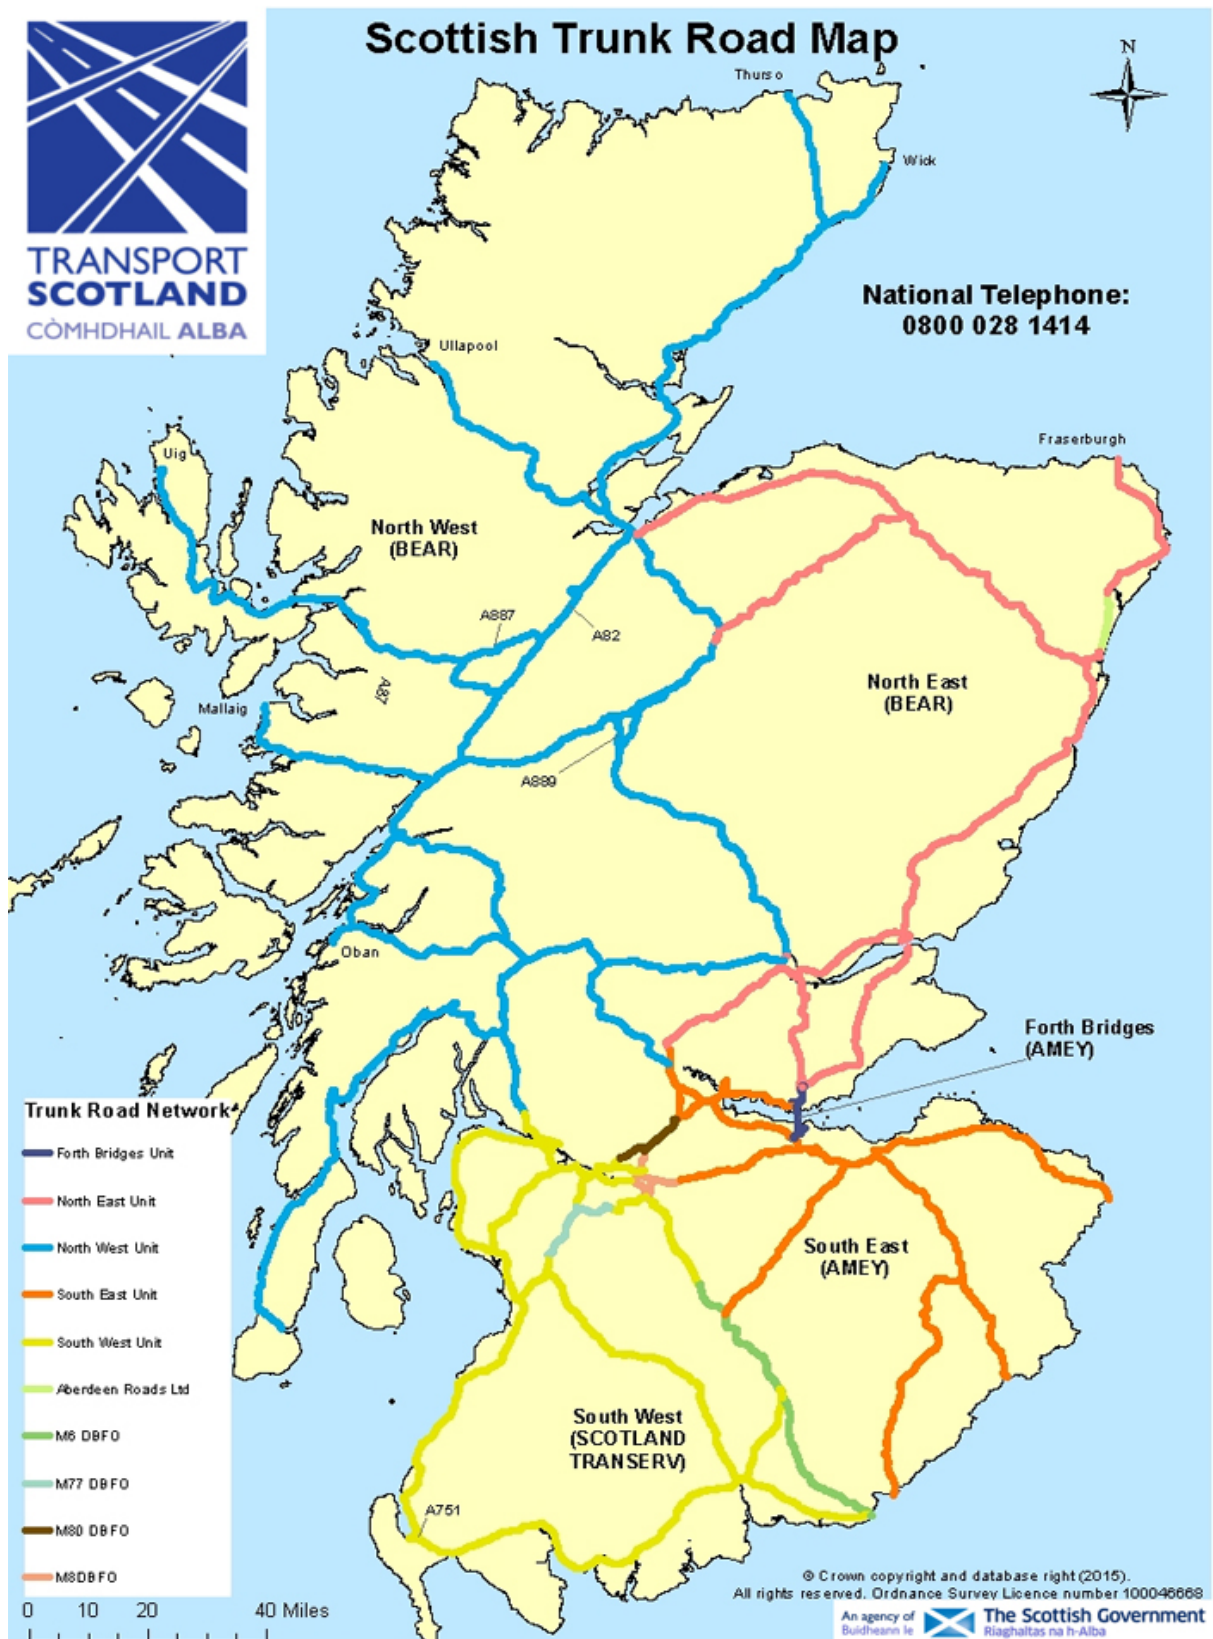 Scottish Trunk Road Map
TRANSPORT
SCOTLAND
CÒMHDHAIL ALBA
N
Thurso
Wick
National Telephone:
0800 028 1414
Ullapool
Uig
Fraserburgh
North West
(BEAR)
A887
A82
A87
North East
(BEAR)
Mallaig
A889
Oban
Forth Bridges
(AMEY)
South East
(AMEY)
South West
(SCOTLAND
TRANSERV)
A751
Trunk Road Network
Forth Bridges Unit
North East Unit
North West Unit
South East Unit
South West Unit
Aberdeen Roads Ltd
M6 DBFO
M77 DBFO
M80 DBFO
M8DBFO
0 10 20 40 Miles
© Crown copyright and database right (2015).
All rights reserved. Ordnance Survey Licence number 100046668
An agency of
Buidheann le
The Scottish Government
Riaghaltas na h-Alba